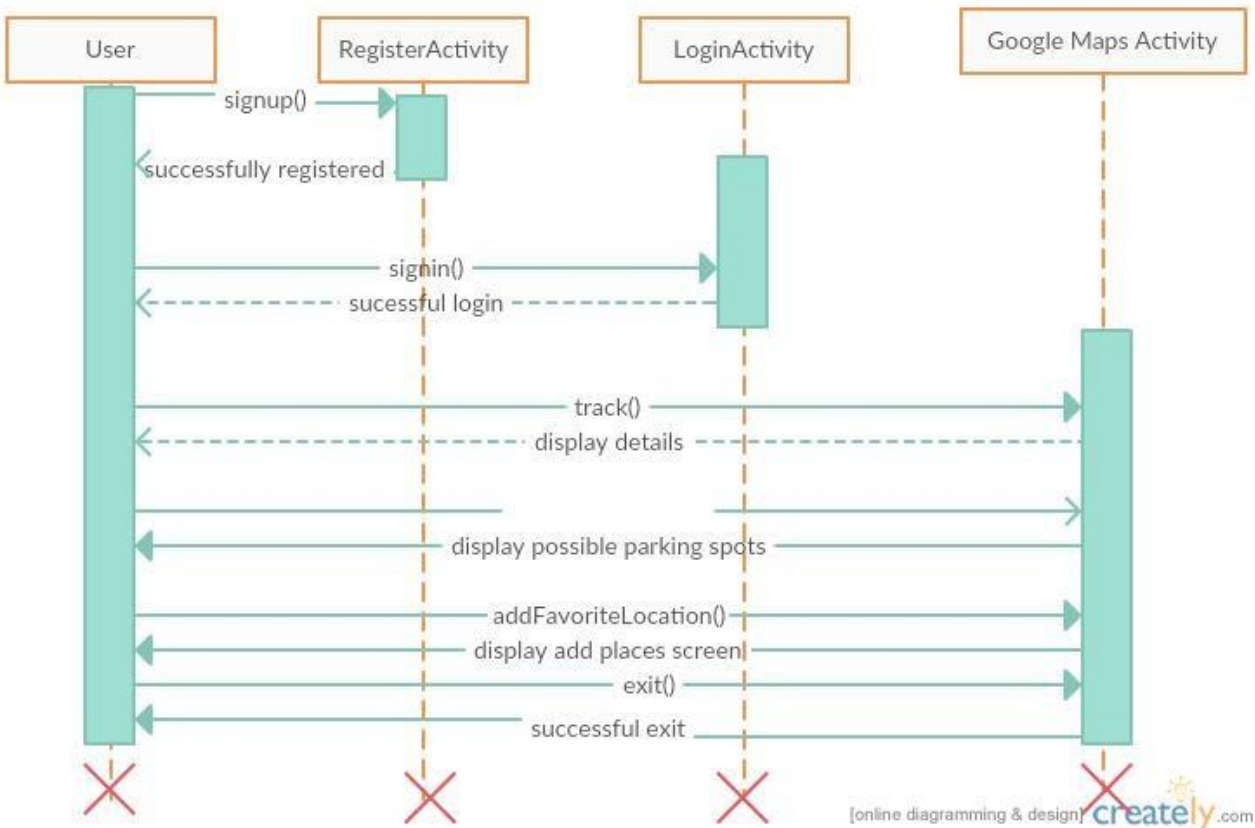 User
RegisterActivity
LoginActivity
Google Maps Activity
signup()
successfully registered
signin()
sucessful login
track()
display details
display possible parking spots
addFavoriteLocation()
display add places screen
exit()
successful exit
[online diagramming & design] creately.com